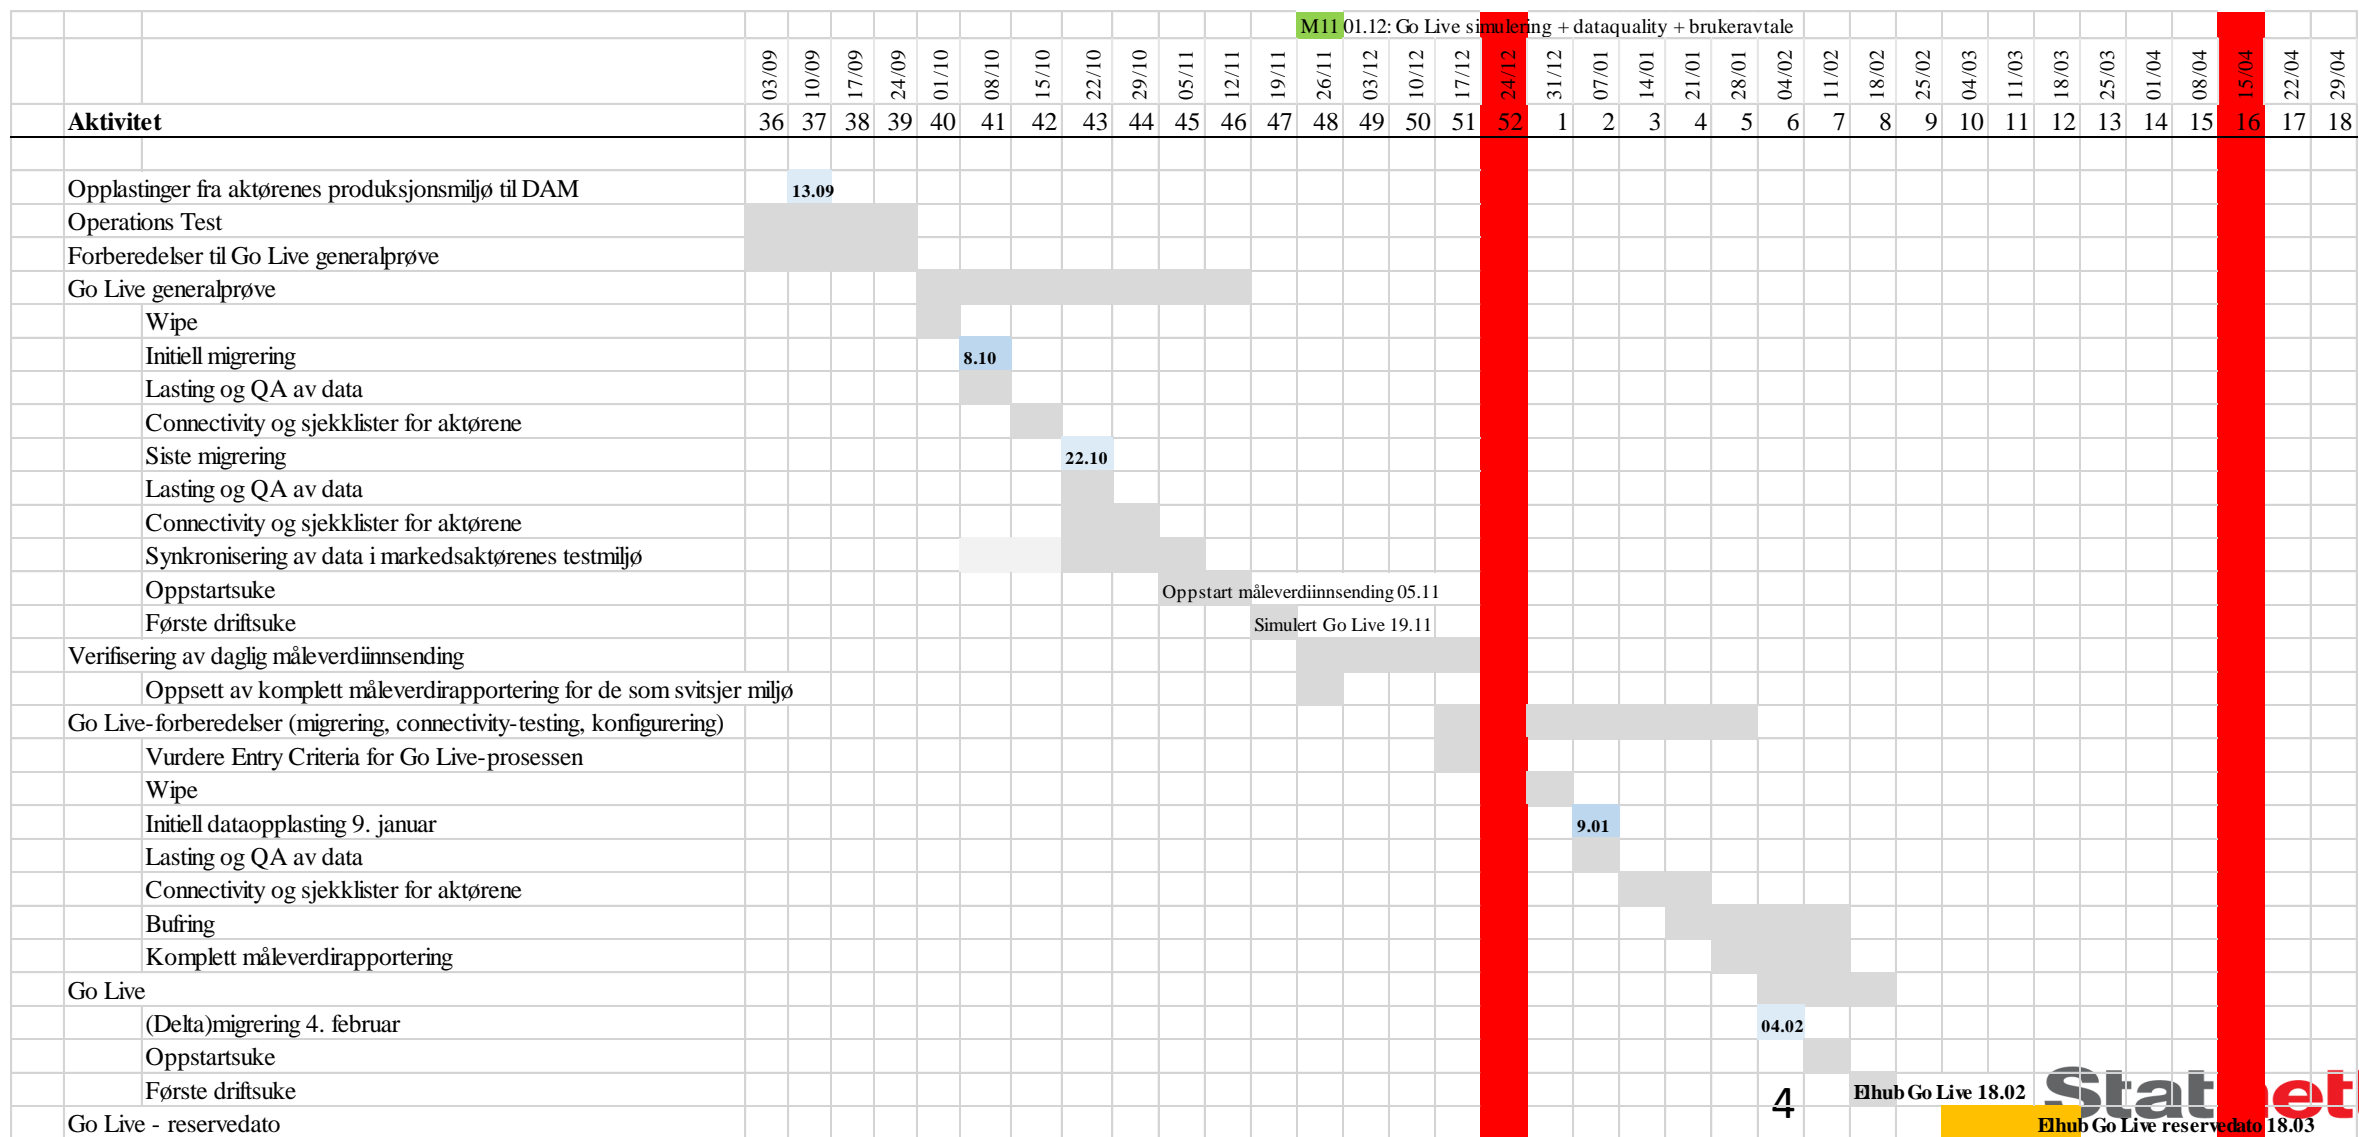 M11 01.12: Go Live simulering + dataquality + brukeravtale
03/09 10/09 17/09 24/09 01/10 08/10 15/10 22/10 29/10 05/11 12/11 19/11 26/11 03/12 10/12 17/12 24/12 31/12 07/01 14/01 21/01 28/01 04/02 11/02 18/02 25/02 04/03 11/03 18/03 25/03 01/04 08/04 15/04 22/04 29/04
Aktivitet 36 37 38 39 40 41 42 43 44 45 46 47 48 49 50 51 52 1 2 3 4 5 6 7 8 9 10 11 12 13 14 15 16 17 18
Opplastinger fra aktørenes produksjonsmiljø til DAM 13.09
Operations Test
Forberedelser til Go Live generalprøve
Go Live generalprøve
Wipe
Initiell migrering 8.10
Lasting og QA av data
Connectivity og sjekklister for aktørene
Siste migrering 22.10
Lasting og QA av data
Connectivity og sjekklister for aktørene
Synkronisering av data i markedsaktørenes testmiljø
Oppstartsuke Oppstart måleverdiinnsending 05.11
Første driftsuke Simulert Go Live 19.11
Verifisering av daglig måleverdiinnsending
Oppsett av komplett måleverdirapportering for de som svitsjer miljø
Go Live-forberedelser (migrering, connectivity-testing, konfigurering)
Vurdere Entry Criteria for Go Live-prosessen
Wipe
Initiell dataopplasting 9. januar 9.01
Lasting og QA av data
Connectivity og sjekklister for aktørene
Bufring
Komplett måleverdirapportering
Go Live
(Delta)migrering 4. februar 04.02
Oppstartsuke
Første driftsuke 4 Elhub Go Live 18.02 Statnett
Go Live - reservedato Elhub Go Live reservedato 18.03